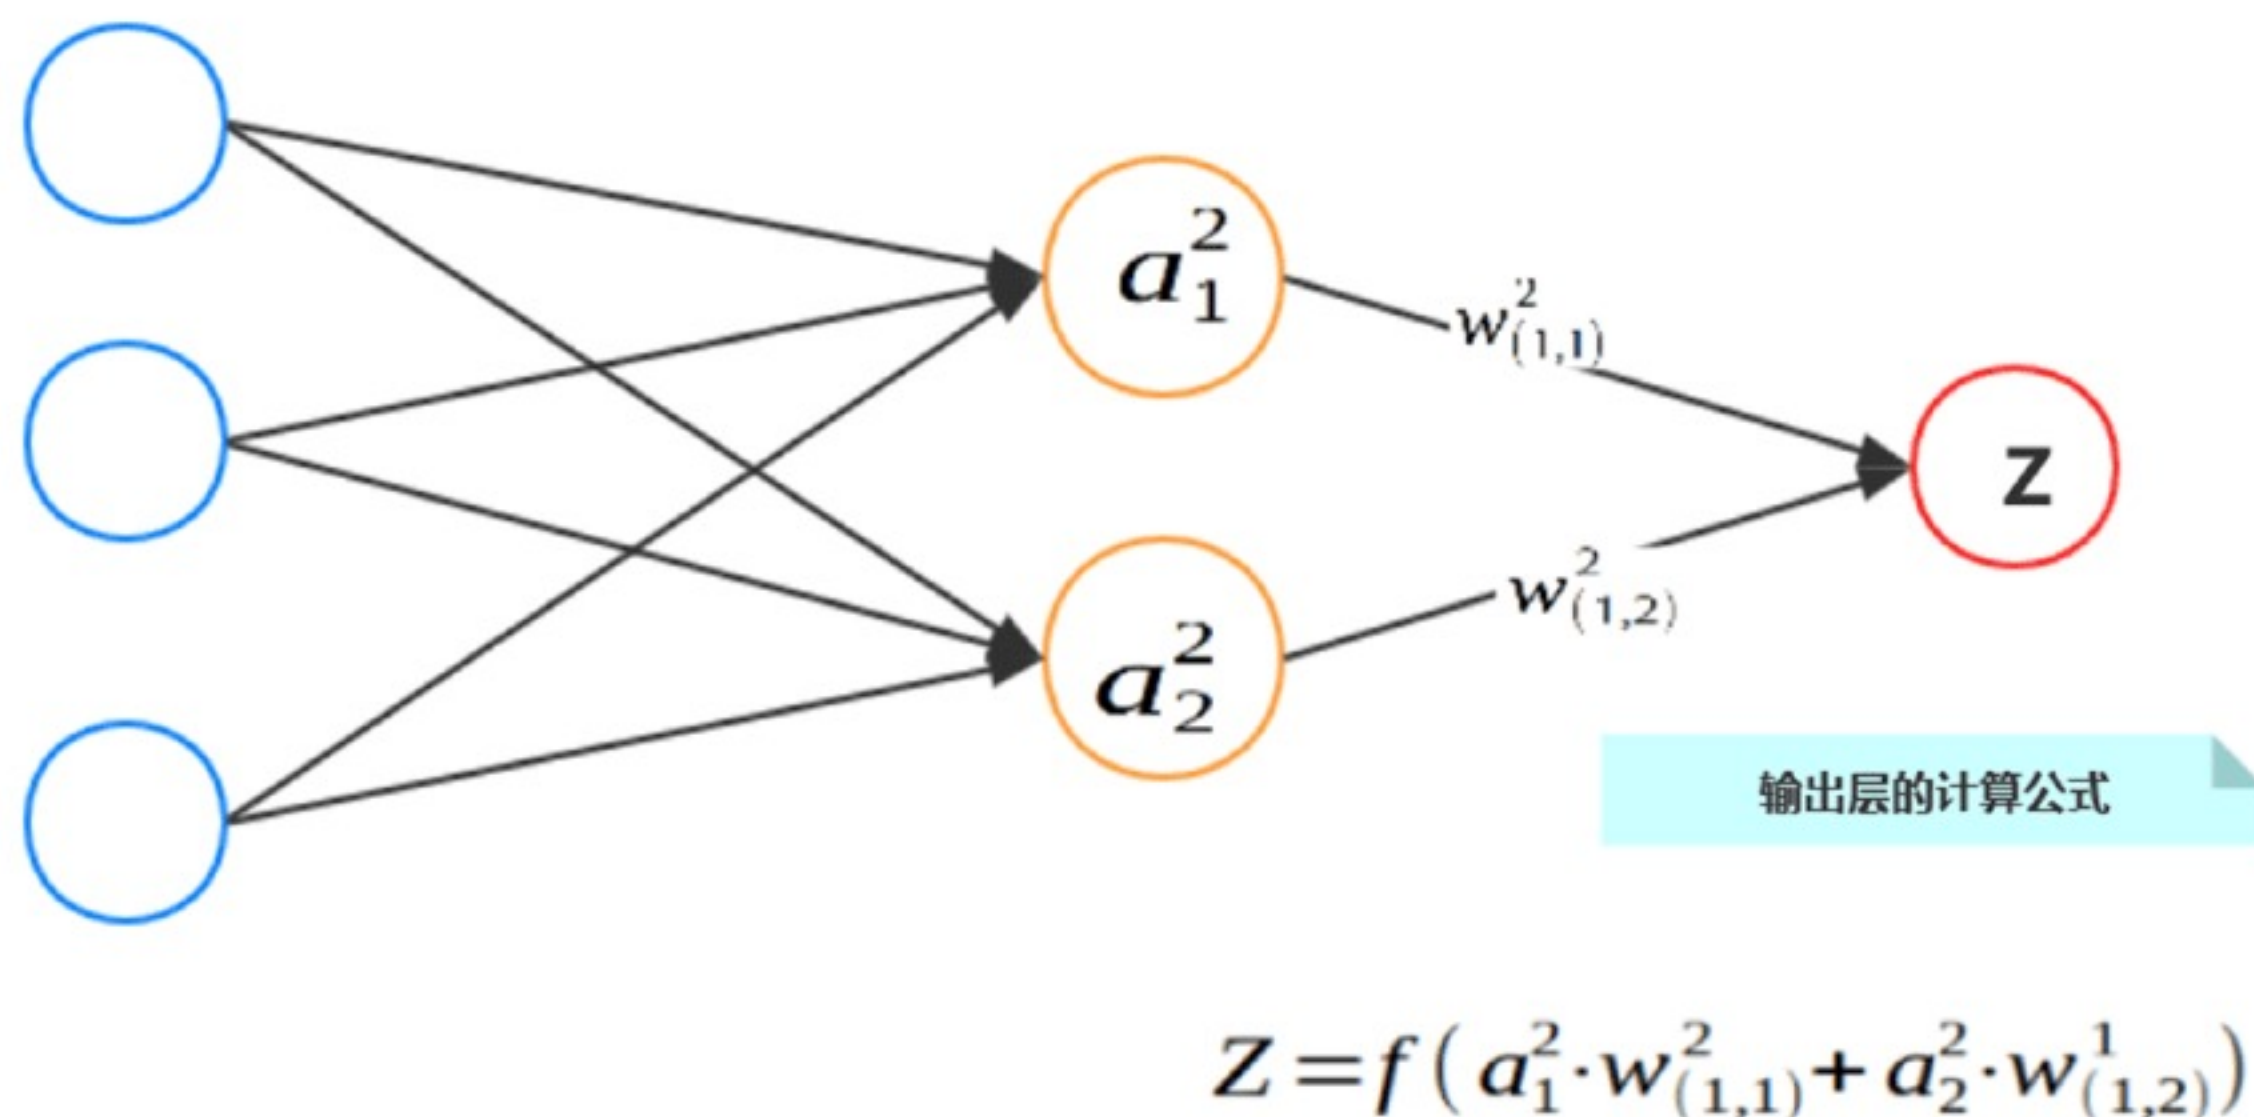 a₁²
w²₍₁,₁₎
z
w²₍₁,₂₎
a₂²
输出层的计算公式
Z=f(a₁²·w²₍₁,₁₎+a₂²·w¹₍₁,₂₎)